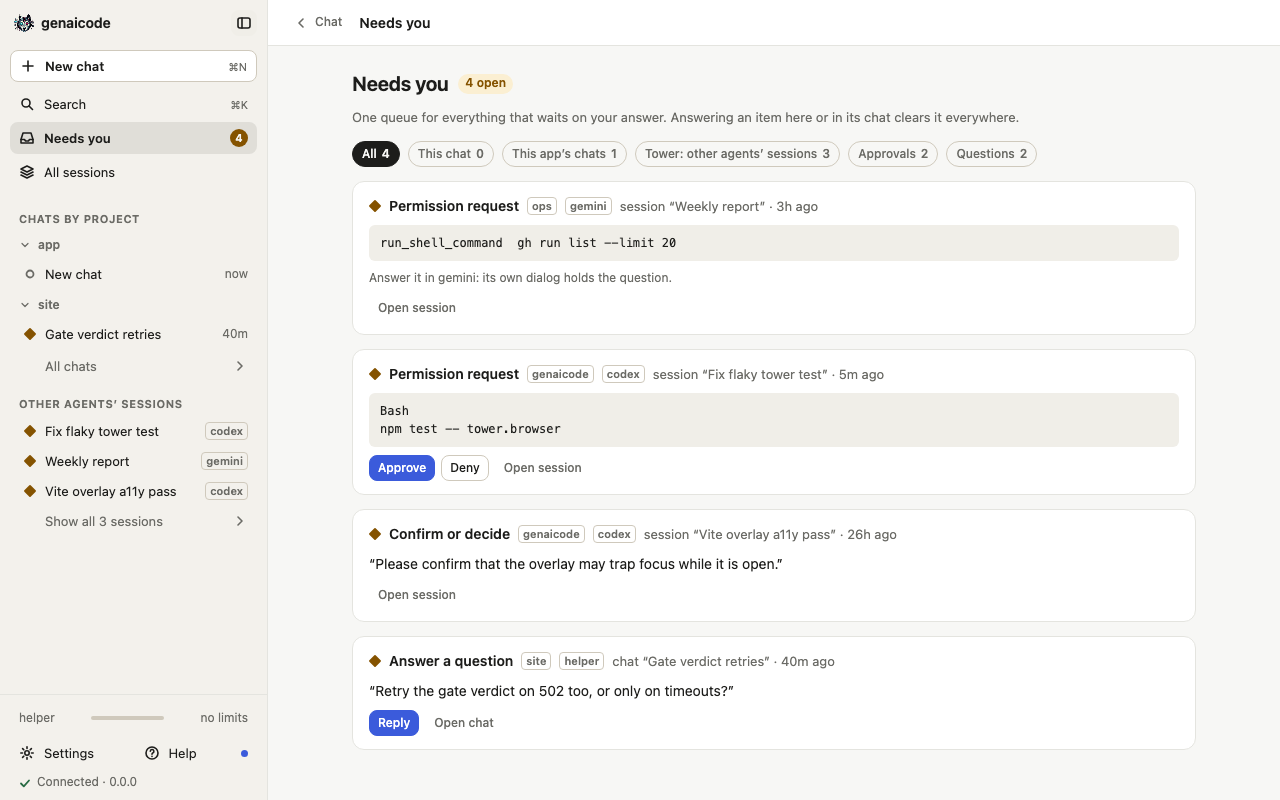 genaicode
New chat ⌘N
Search ⌘K
Needs you 4
All sessions
CHATS BY PROJECT
app
New chat now
site
Gate verdict retries 40m
All chats
OTHER AGENTS’ SESSIONS
Fix flaky tower test codex
Weekly report gemini
Vite overlay a11y pass codex
Show all 3 sessions
helper no limits
Settings Help
Connected · 0.0.0
Chat Needs you
Needs you 4 open
One queue for everything that waits on your answer. Answering an item here or in its chat clears it everywhere.
All 4 This chat 0 This app’s chats 1 Tower: other agents’ sessions 3 Approvals 2 Questions 2
Permission request ops gemini session “Weekly report” · 3h ago
run_shell_command gh run list --limit 20
Answer it in gemini: its own dialog holds the question.
Open session
Permission request genaicode codex session “Fix flaky tower test” · 5m ago
Bash
npm test -- tower.browser
Approve Deny Open session
Confirm or decide genaicode codex session “Vite overlay a11y pass” · 26h ago
“Please confirm that the overlay may trap focus while it is open.”
Open session
Answer a question site helper chat “Gate verdict retries” · 40m ago
“Retry the gate verdict on 502 too, or only on timeouts?”
Reply Open chat